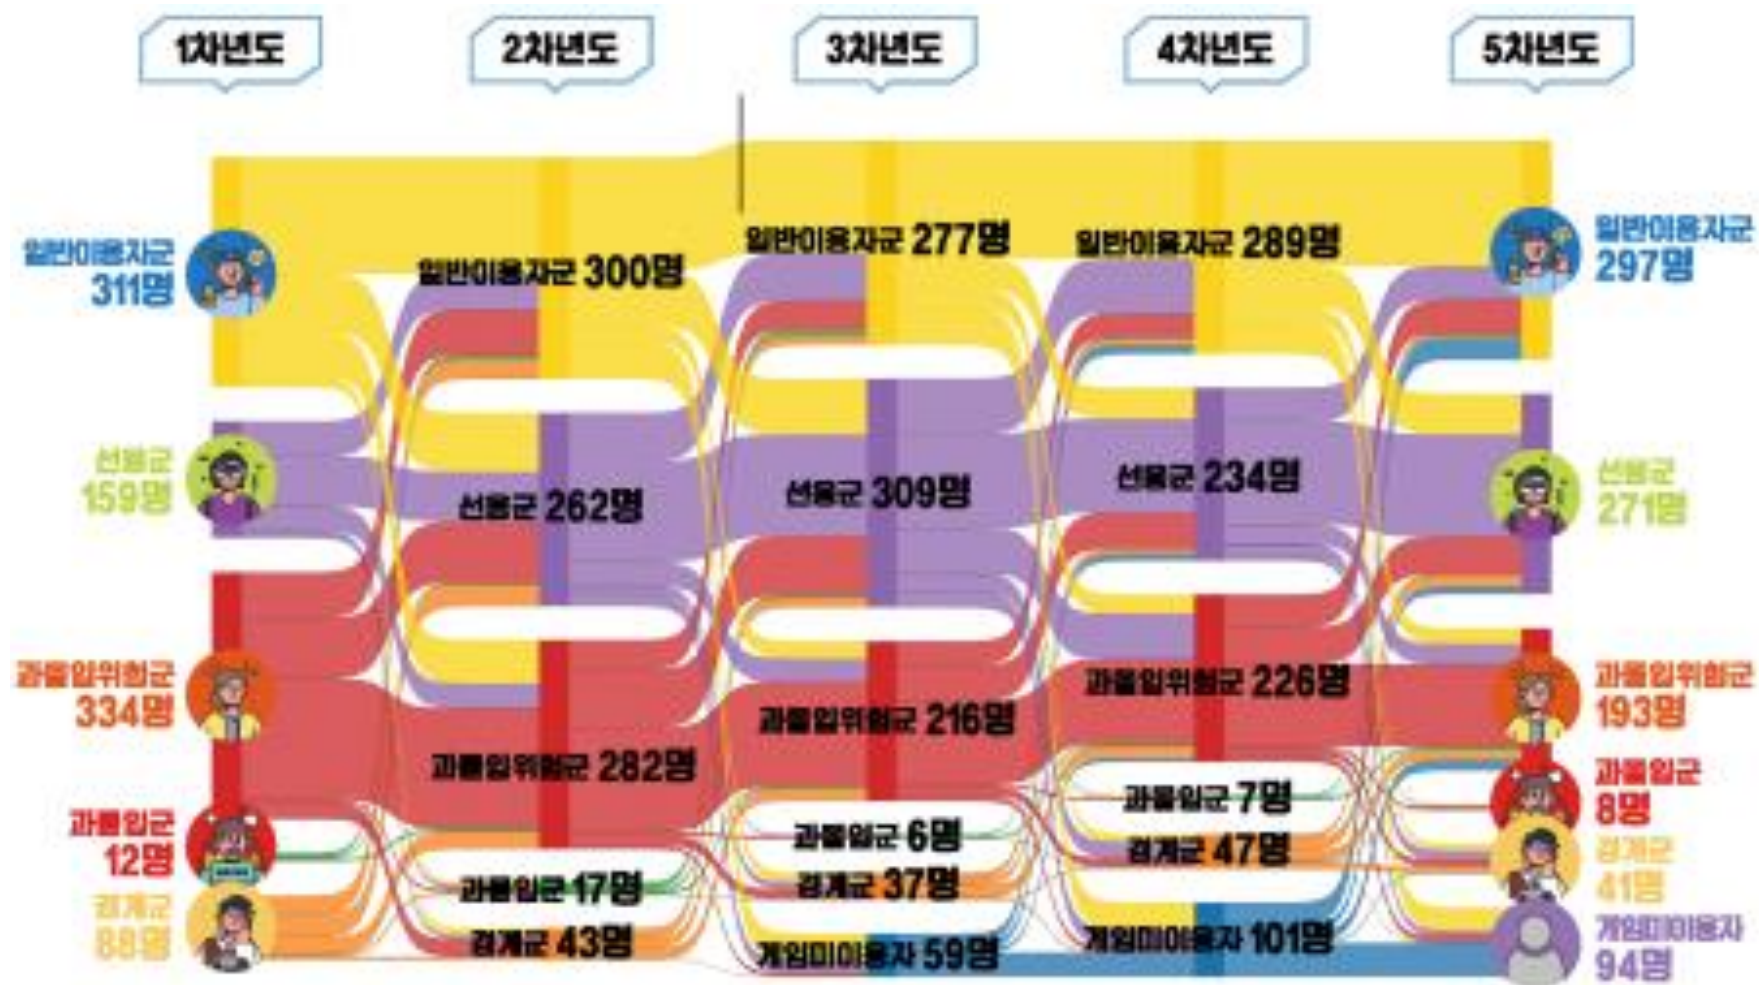 1차년도
2차년도
3차년도
4차년도
5차년도
일반이용자군
311명
선용군
159명
과몰입위험군
334명
과몰입군
12명
경계군
88명
일반이용자군 300명
선용군 262명
과몰입위험군 282명
과몰입군 17명
경계군 43명
일반이용자군 277명
선용군 309명
과몰입위험군 216명
과몰입군 6명
경계군 37명
게임미이용자 59명
일반이용자군 289명
선용군 234명
과몰입위험군 226명
과몰입군 7명
경계군 47명
게임미이용자 101명
일반이용자군
297명
선용군
271명
과몰입위험군
193명
과몰입군
8명
경계군
41명
게임미이용자
94명